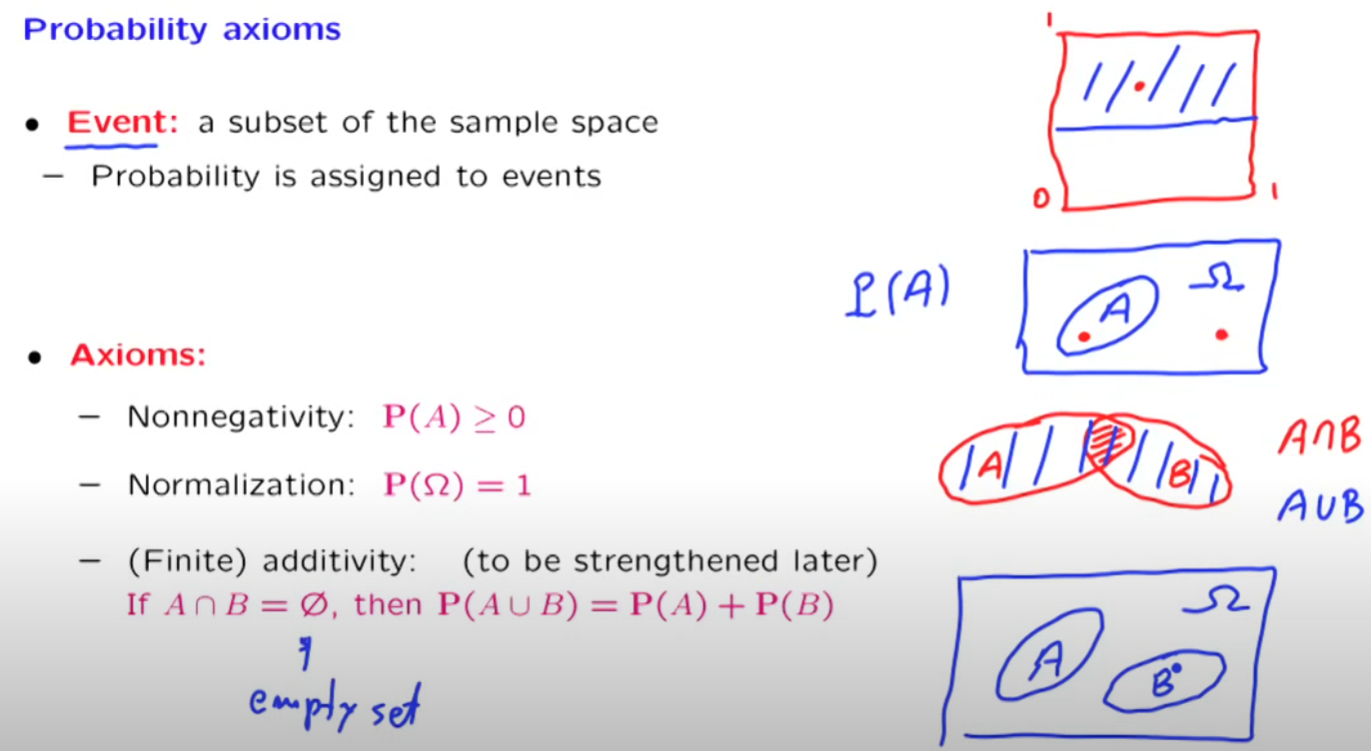 Probability axioms
• Event: a subset of the sample space
– Probability is assigned to events
• Axioms:
– Nonnegativity: P(A) ≥ 0
– Normalization: P(Ω) = 1
– (Finite) additivity: (to be strengthened later)
If A ∩ B = Ø, then P(A ∪ B) = P(A) + P(B)
empty set
1
0 1
P(A)
A Ω
A B
A∩B
A∪B
Ω
A B